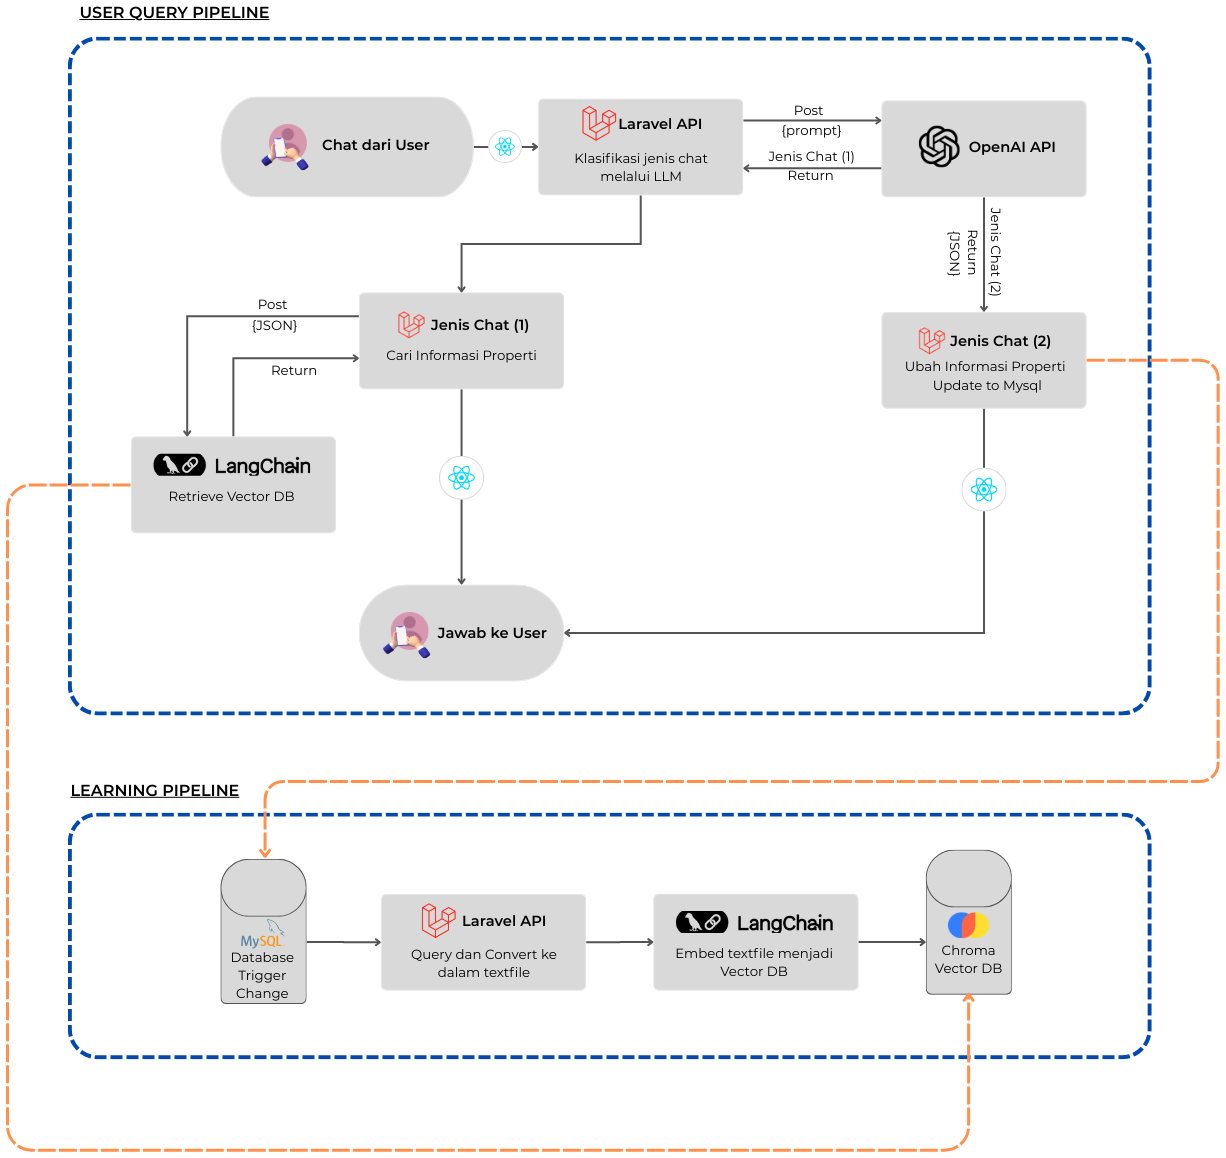 USER QUERY PIPELINE
Chat dari User
Laravel API
Klasifikasi jenis chat
melalui LLM
Post
{prompt}
Jenis Chat (1)
Return
OpenAI API
Jenis Chat (2)
Return
{JSON}
Post
{JSON}
Return
Jenis Chat (1)
Cari Informasi Properti
Jenis Chat (2)
Ubah Informasi Properti
Update to Mysql
LangChain
Retrieve Vector DB
Jawab ke User
LEARNING PIPELINE
MySQL
Database
Trigger
Change
Laravel API
Query dan Convert ke
dalam textfile
LangChain
Embed textfile menjadi
Vector DB
Chroma
Vector DB